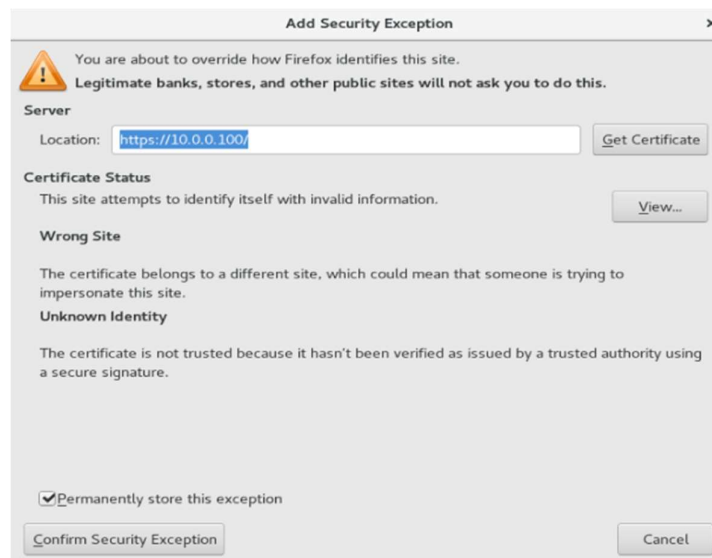 Add Security Exception
You are about to override how Firefox identifies this site.
Legitimate banks, stores, and other public sites will not ask you to do this.
Server
Location: https://10.0.0.100/ Get Certificate
Certificate Status
This site attempts to identify itself with invalid information.
View...
Wrong Site
The certificate belongs to a different site, which could mean that someone is trying to
impersonate this site.
Unknown Identity
The certificate is not trusted because it hasn't been verified as issued by a trusted authority using
a secure signature.
Permanently store this exception
Confirm Security Exception Cancel